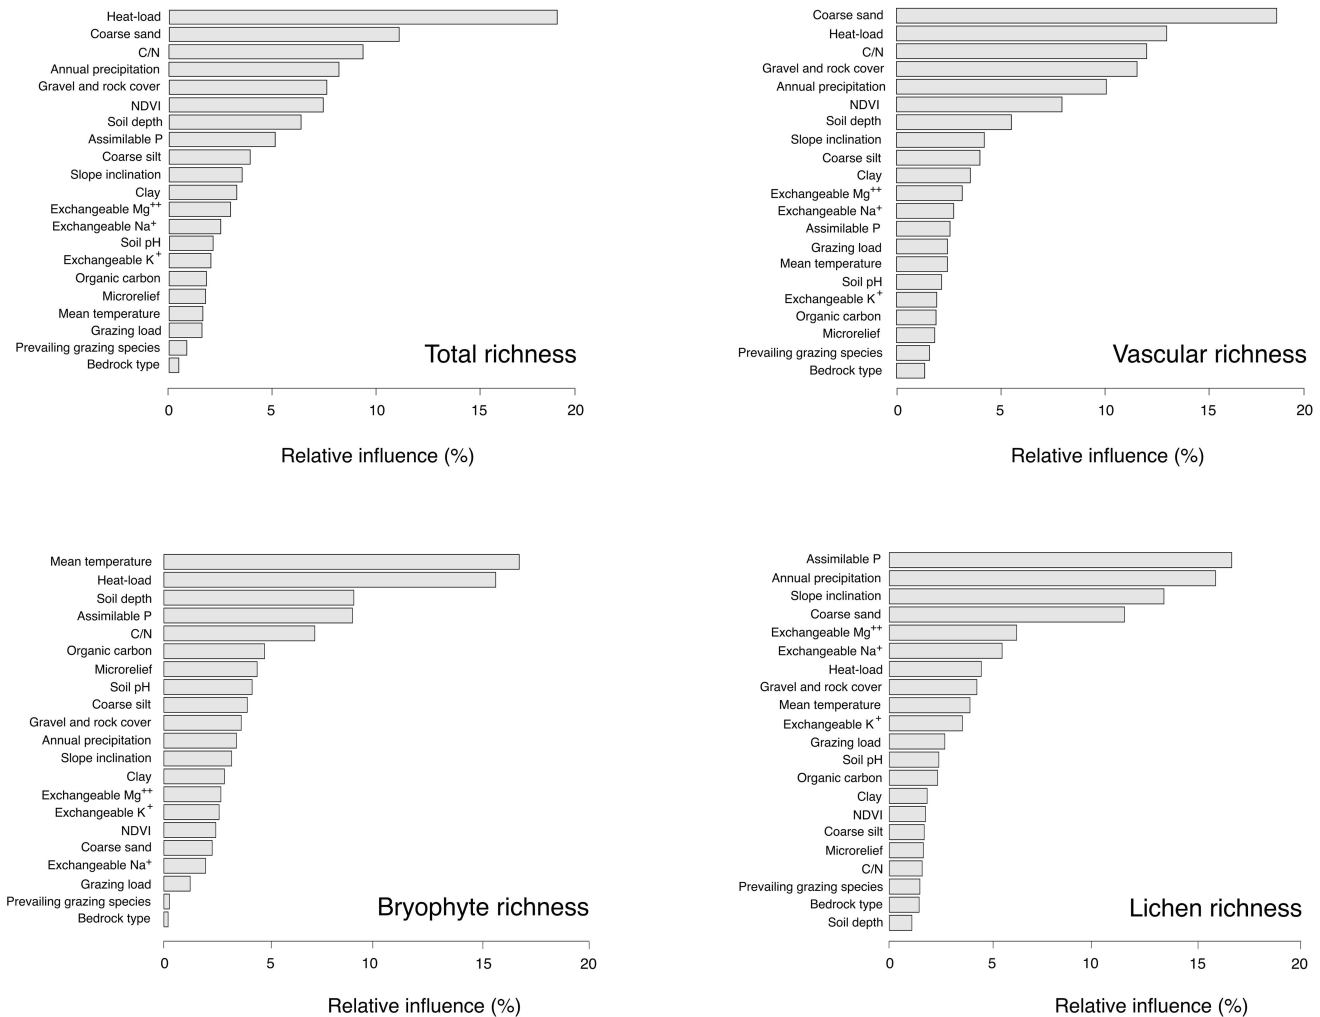 Heat-load
Coarse sand
C/N
Annual precipitation
Gravel and rock cover
NDVI
Soil depth
Assimilable P
Coarse silt
Slope inclination
Clay
Exchangeable Mg++
Exchangeable Na+
Soil pH
Exchangeable K+
Organic carbon
Microrelief
Mean temperature
Grazing load
Prevailing grazing species
Bedrock type
Total richness
0 5 10 15 20
Relative influence (%)
Coarse sand
Heat-load
C/N
Gravel and rock cover
Annual precipitation
NDVI
Soil depth
Slope inclination
Coarse silt
Clay
Exchangeable Mg++
Exchangeable Na+
Assimilable P
Grazing load
Mean temperature
Soil pH
Exchangeable K+
Organic carbon
Microrelief
Prevailing grazing species
Bedrock type
Vascular richness
0 5 10 15 20
Relative influence (%)
Mean temperature
Heat-load
Soil depth
Assimilable P
C/N
Organic carbon
Microrelief
Soil pH
Coarse silt
Gravel and rock cover
Annual precipitation
Slope inclination
Clay
Exchangeable Mg++
Exchangeable K+
NDVI
Coarse sand
Exchangeable Na+
Grazing load
Prevailing grazing species
Bedrock type
Bryophyte richness
0 5 10 15 20
Relative influence (%)
Assimilable P
Annual precipitation
Slope inclination
Coarse sand
Exchangeable Mg++
Exchangeable Na+
Heat-load
Gravel and rock cover
Mean temperature
Exchangeable K+
Grazing load
Soil pH
Organic carbon
Clay
NDVI
Coarse silt
Microrelief
C/N
Prevailing grazing species
Bedrock type
Soil depth
Lichen richness
0 5 10 15 20
Relative influence (%)